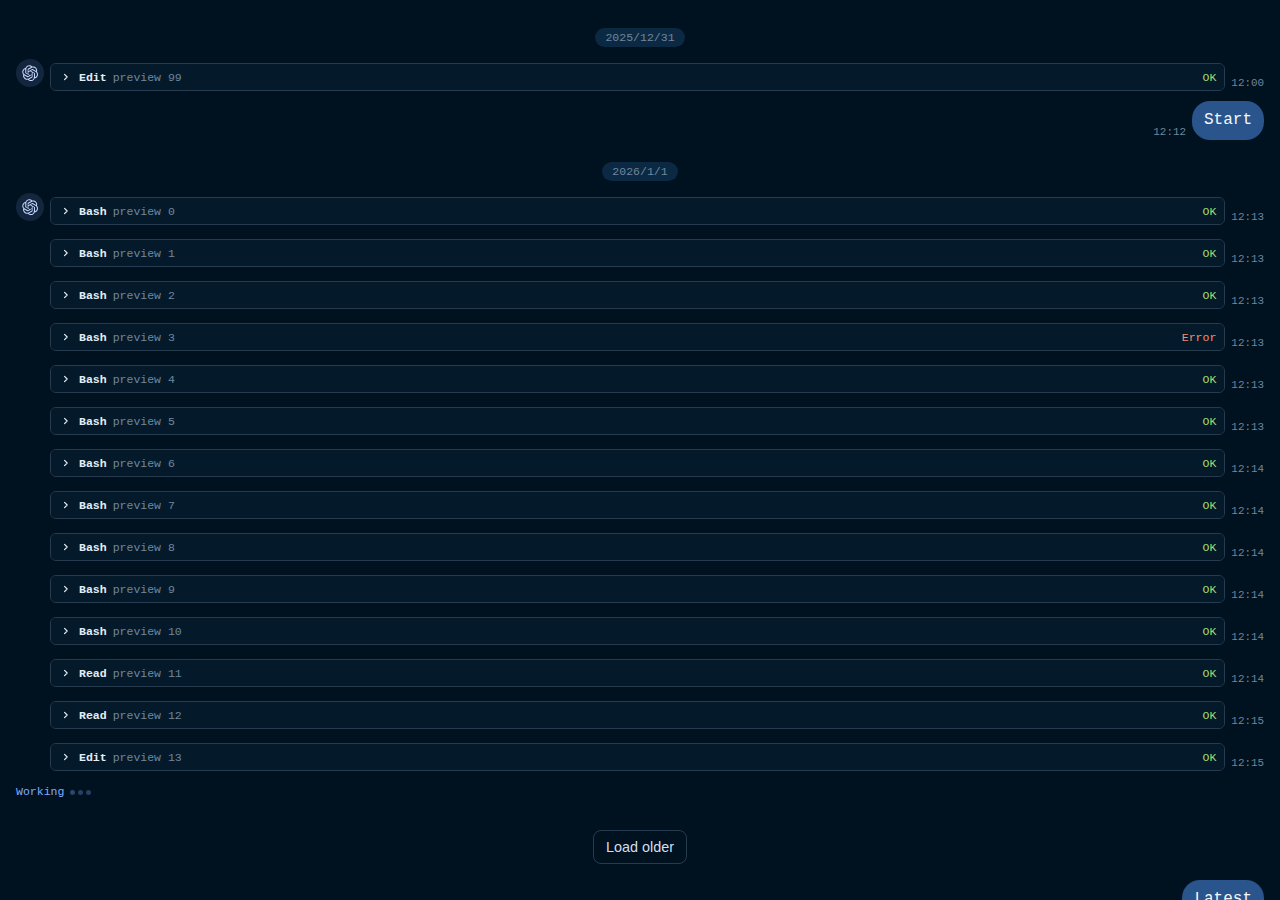 2025/12/31
Edit preview 99 OK 12:00
Start
12:12
2026/1/1
Bash preview 0 OK 12:13
Bash preview 1 OK 12:13
Bash preview 2 OK 12:13
Bash preview 3 Error 12:13
Bash preview 4 OK 12:13
Bash preview 5 OK 12:13
Bash preview 6 OK 12:14
Bash preview 7 OK 12:14
Bash preview 8 OK 12:14
Bash preview 9 OK 12:14
Bash preview 10 OK 12:14
Read preview 11 OK 12:14
Read preview 12 OK 12:15
Edit preview 13 OK 12:15
Working
Load older
Latest